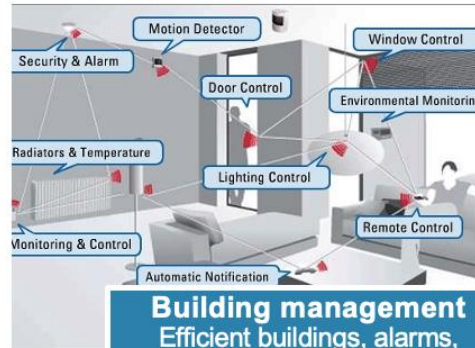 Motion Detector
Security & Alarm
Window Control
Door Control
Environmental Monitorin
Radiators & Temperature
Lighting Control
Monitoring & Control
Remote Control
Automatic Notification
Building management
Efficient buildings, alarms,